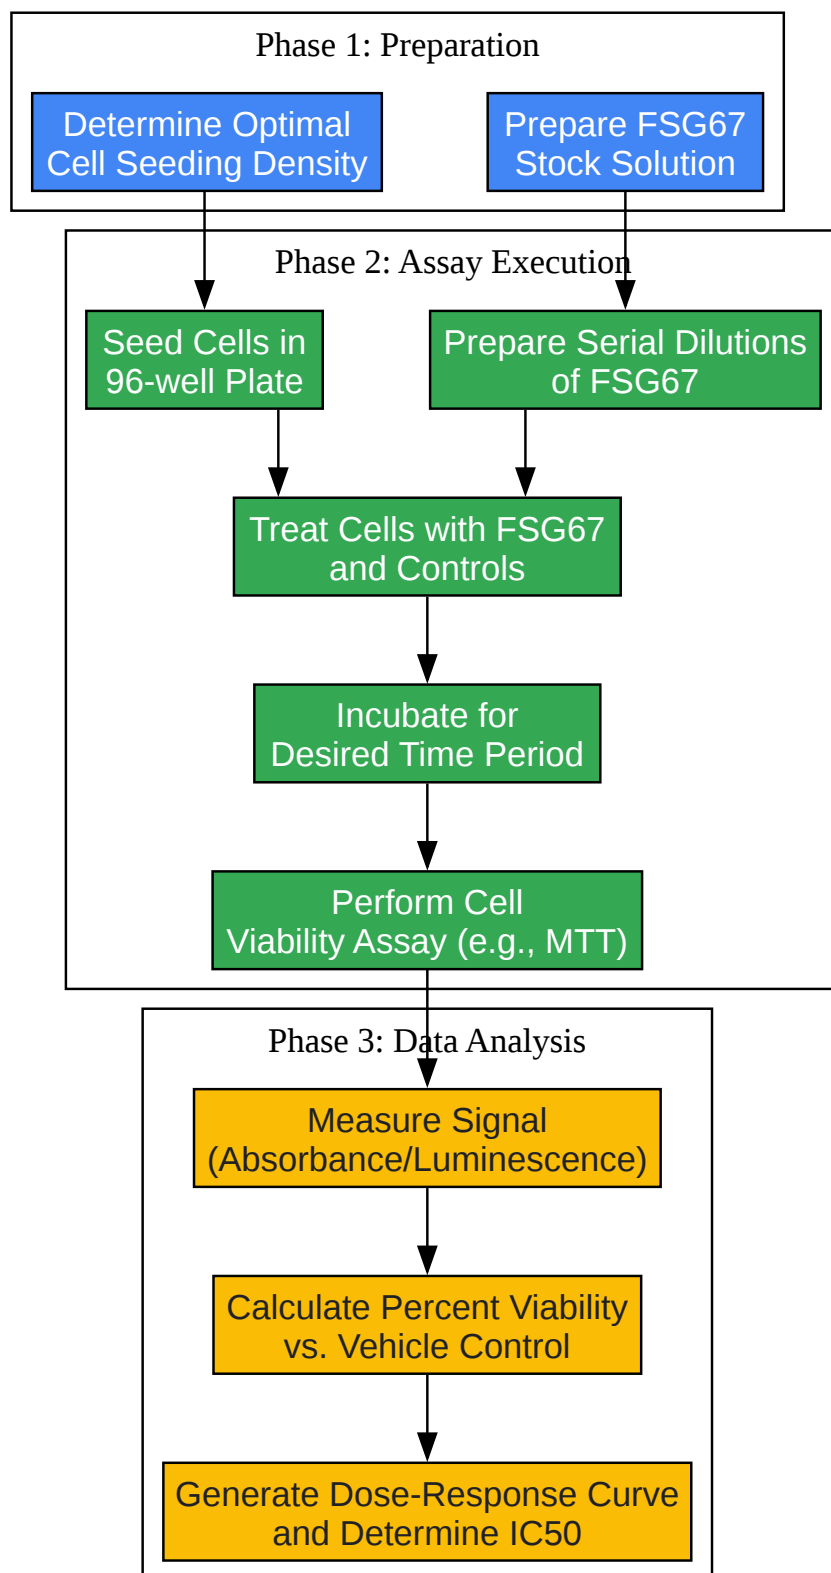 Phase 1: Preparation
Determine Optimal
Cell Seeding Density
Prepare FSG67
Stock Solution
Phase 2: Assay Execution
Seed Cells in
96-well Plate
Prepare Serial Dilutions
of FSG67
Treat Cells with FSG67
and Controls
Incubate for
Desired Time Period
Perform Cell
Viability Assay (e.g., MTT)
Phase 3: Data Analysis
Measure Signal
(Absorbance/Luminescence)
Calculate Percent Viability
vs. Vehicle Control
Generate Dose-Response Curve
and Determine IC50